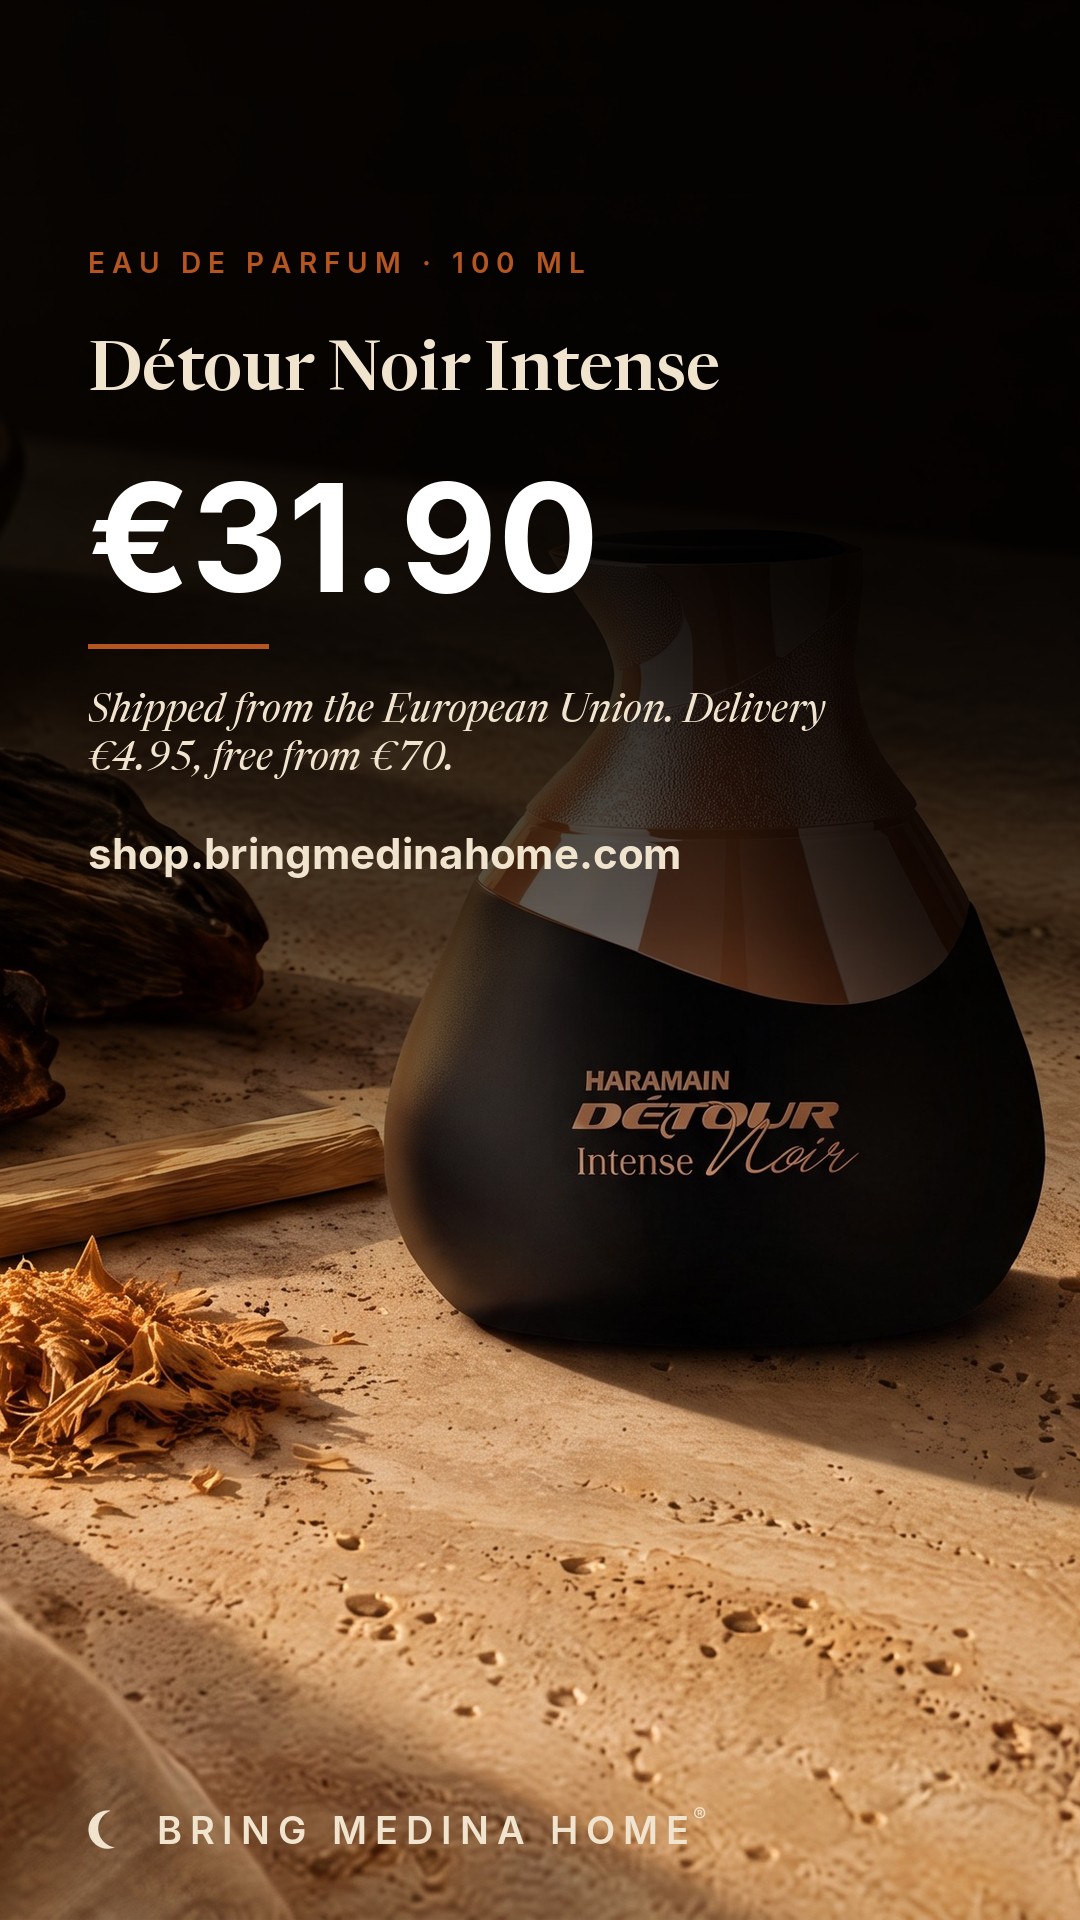 EAU DE PARFUM · 100 ML
Détour Noir Intense
€31.90
Shipped from the European Union. Delivery
€4.95, free from €70.
shop.bringmedinahome.com
HARAMAIN
DÉTOUR
Intense Noir
BRING MEDINA HOME®